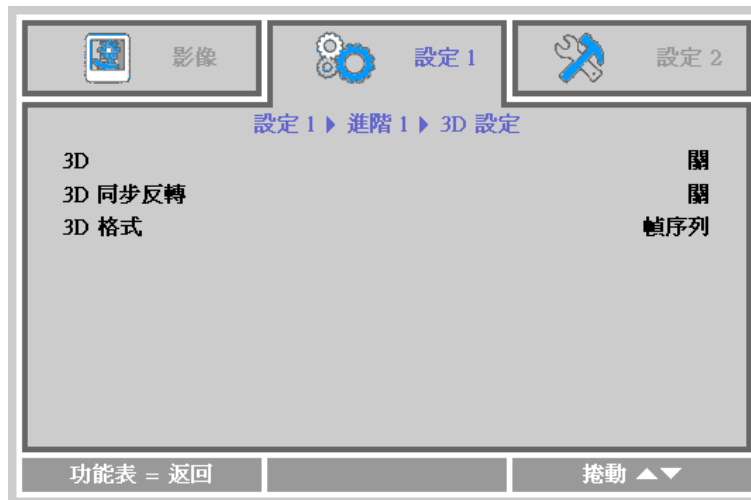 影像 設定 1 設定 2
設定 1 ▶ 進階 1 ▶ 3D 設定
3D 關
3D 同步反轉 關
3D 格式 幀序列
功能表 = 返回 捲動 ▲▼